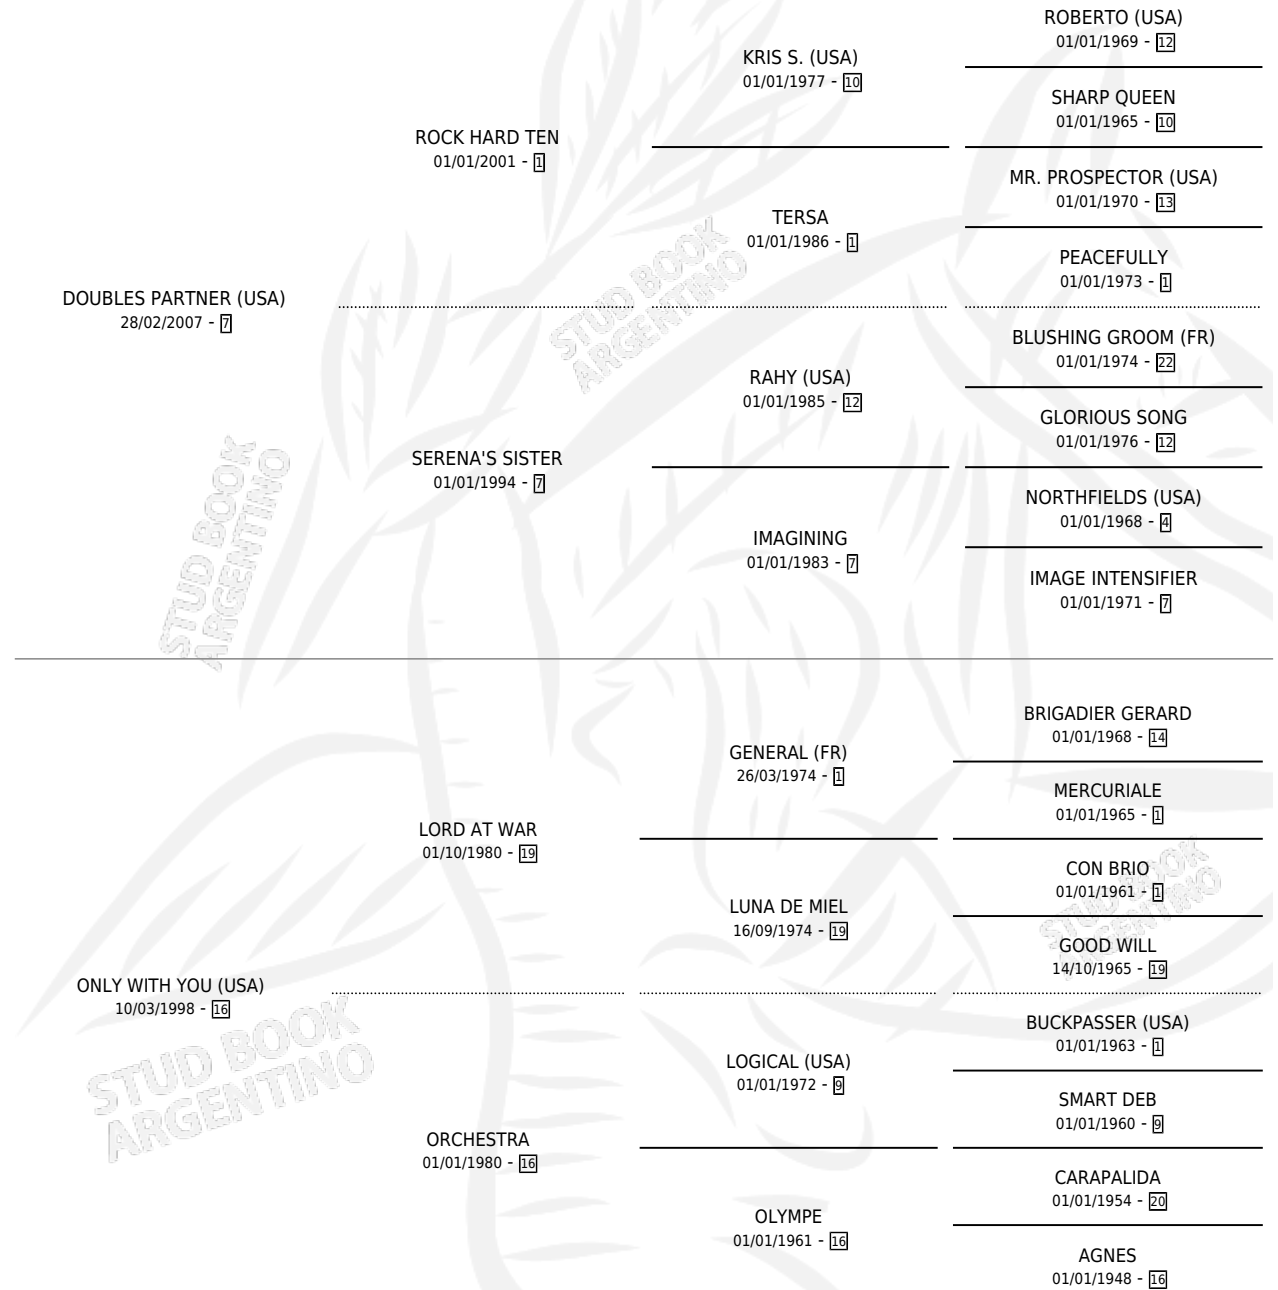 ROBERTO (USA)
01/01/1969 - 12
KRIS S. (USA)
01/01/1977 - 10
SHARP QUEEN
01/01/1965 - 10
ROCK HARD TEN
01/01/2001 - 1
MR. PROSPECTOR (USA)
01/01/1970 - 13
TERSA
01/01/1986 - 1
PEACEFULLY
01/01/1973 - 1
DOUBLES PARTNER (USA)
28/02/2007 - 7
BLUSHING GROOM (FR)
01/01/1974 - 22
RAHY (USA)
01/01/1985 - 12
GLORIOUS SONG
01/01/1976 - 12
SERENA'S SISTER
01/01/1994 - 7
NORTHFIELDS (USA)
01/01/1968 - 4
IMAGINING
01/01/1983 - 7
IMAGE INTENSIFIER
01/01/1971 - 7
STUD BOOK
ARGENTINO
STUD BOOK
ARGENTINO
BRIGADIER GERARD
01/01/1968 - 14
GENERAL (FR)
26/03/1974 - 1
MERCURIALE
01/01/1965 - 1
LORD AT WAR
01/10/1980 - 19
CON BRIO
01/01/1961 - 1
LUNA DE MIEL
16/09/1974 - 19
GOOD WILL
14/10/1965 - 19
ONLY WITH YOU (USA)
10/03/1998 - 16
BUCKPASSER (USA)
01/01/1963 - 1
LOGICAL (USA)
01/01/1972 - 9
SMART DEB
01/01/1960 - 9
ORCHESTRA
01/01/1980 - 16
CARAPALIDA
01/01/1954 - 20
OLYMPE
01/01/1961 - 16
AGNES
01/01/1948 - 16
STUD BOOK
ARGENTINO
STUD BOOK
ARGENTINO